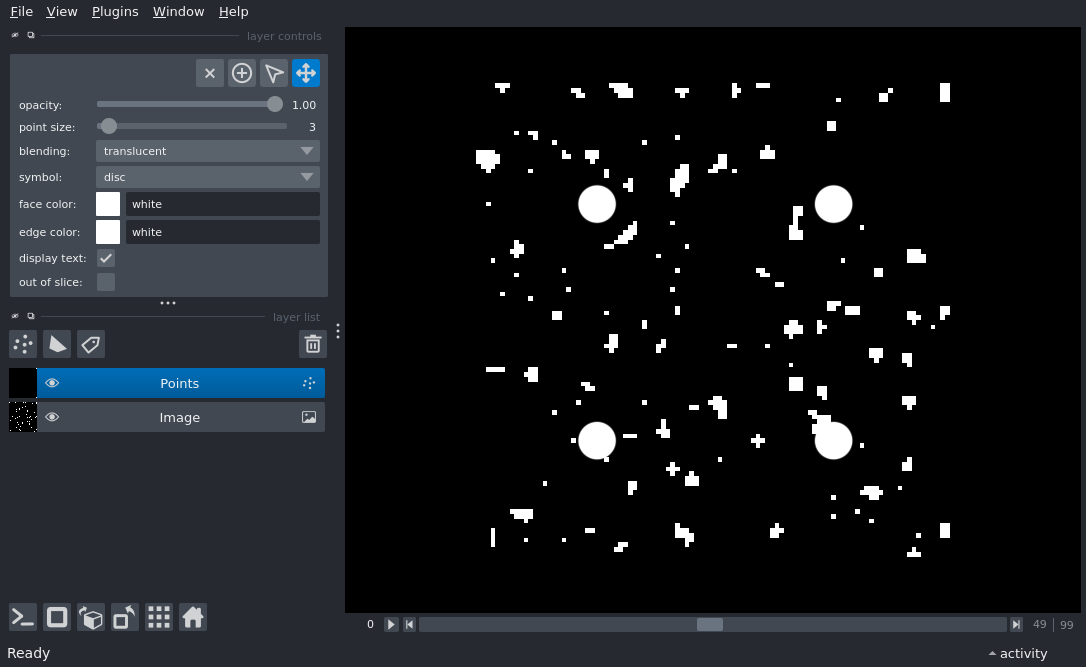 File View Plugins Window Help
layer controls
opacity: 1.00
point size: 3
blending: translucent
symbol: disc
face color: white
edge color: white
display text:
out of slice:
layer list
Points
Image
0 49 | 99
Ready activity